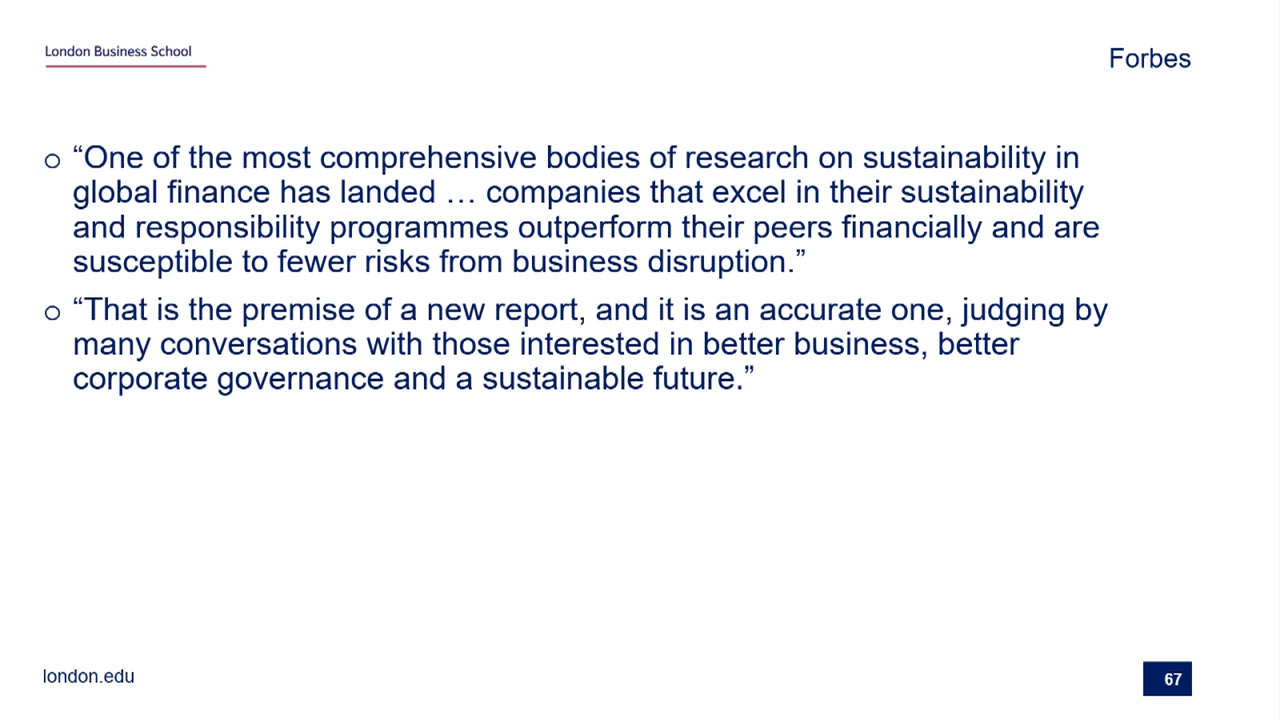 London Business School
Forbes
o “One of the most comprehensive bodies of research on sustainability in
global finance has landed … companies that excel in their sustainability
and responsibility programmes outperform their peers financially and are
susceptible to fewer risks from business disruption.”
o “That is the premise of a new report, and it is an accurate one, judging by
many conversations with those interested in better business, better
corporate governance and a sustainable future.”
london.edu
67